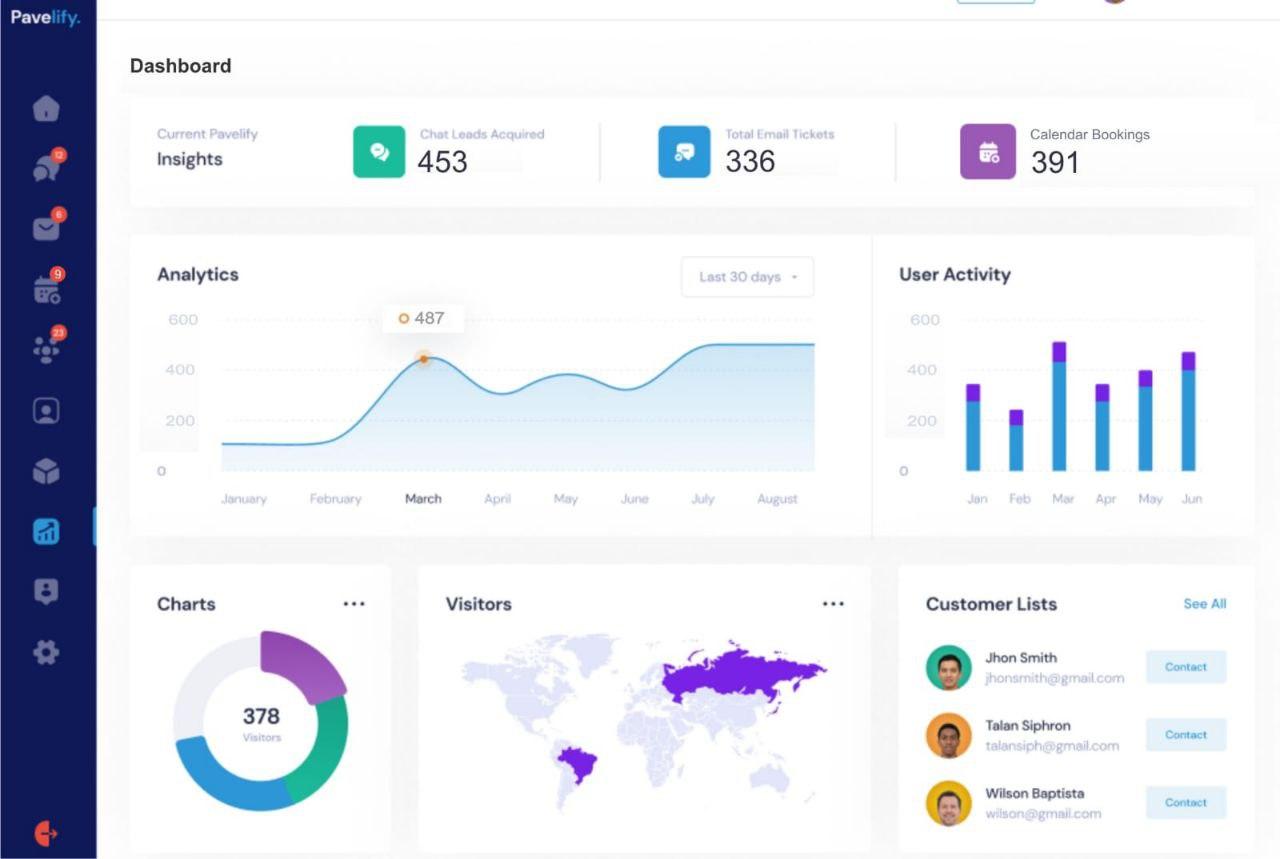 Pavelify.
Dashboard
Current Pavelify
Insights
Chat Leads Acquired
453
Total Email Tickets
336
Calendar Bookings
391
12
6
9
23
Analytics
Last 30 days
600
400
200
0
487
January February March April May June July August
User Activity
600
400
200
0
Jan Feb Mar Apr May Jun
Charts
378
Visitors
Visitors
Customer Lists
See All
Jhon Smith
jhonsmith@gmail.com
Contact
Talan Siphron
talansiph@gmail.com
Contact
Wilson Baptista
wilson@gmail.com
Contact